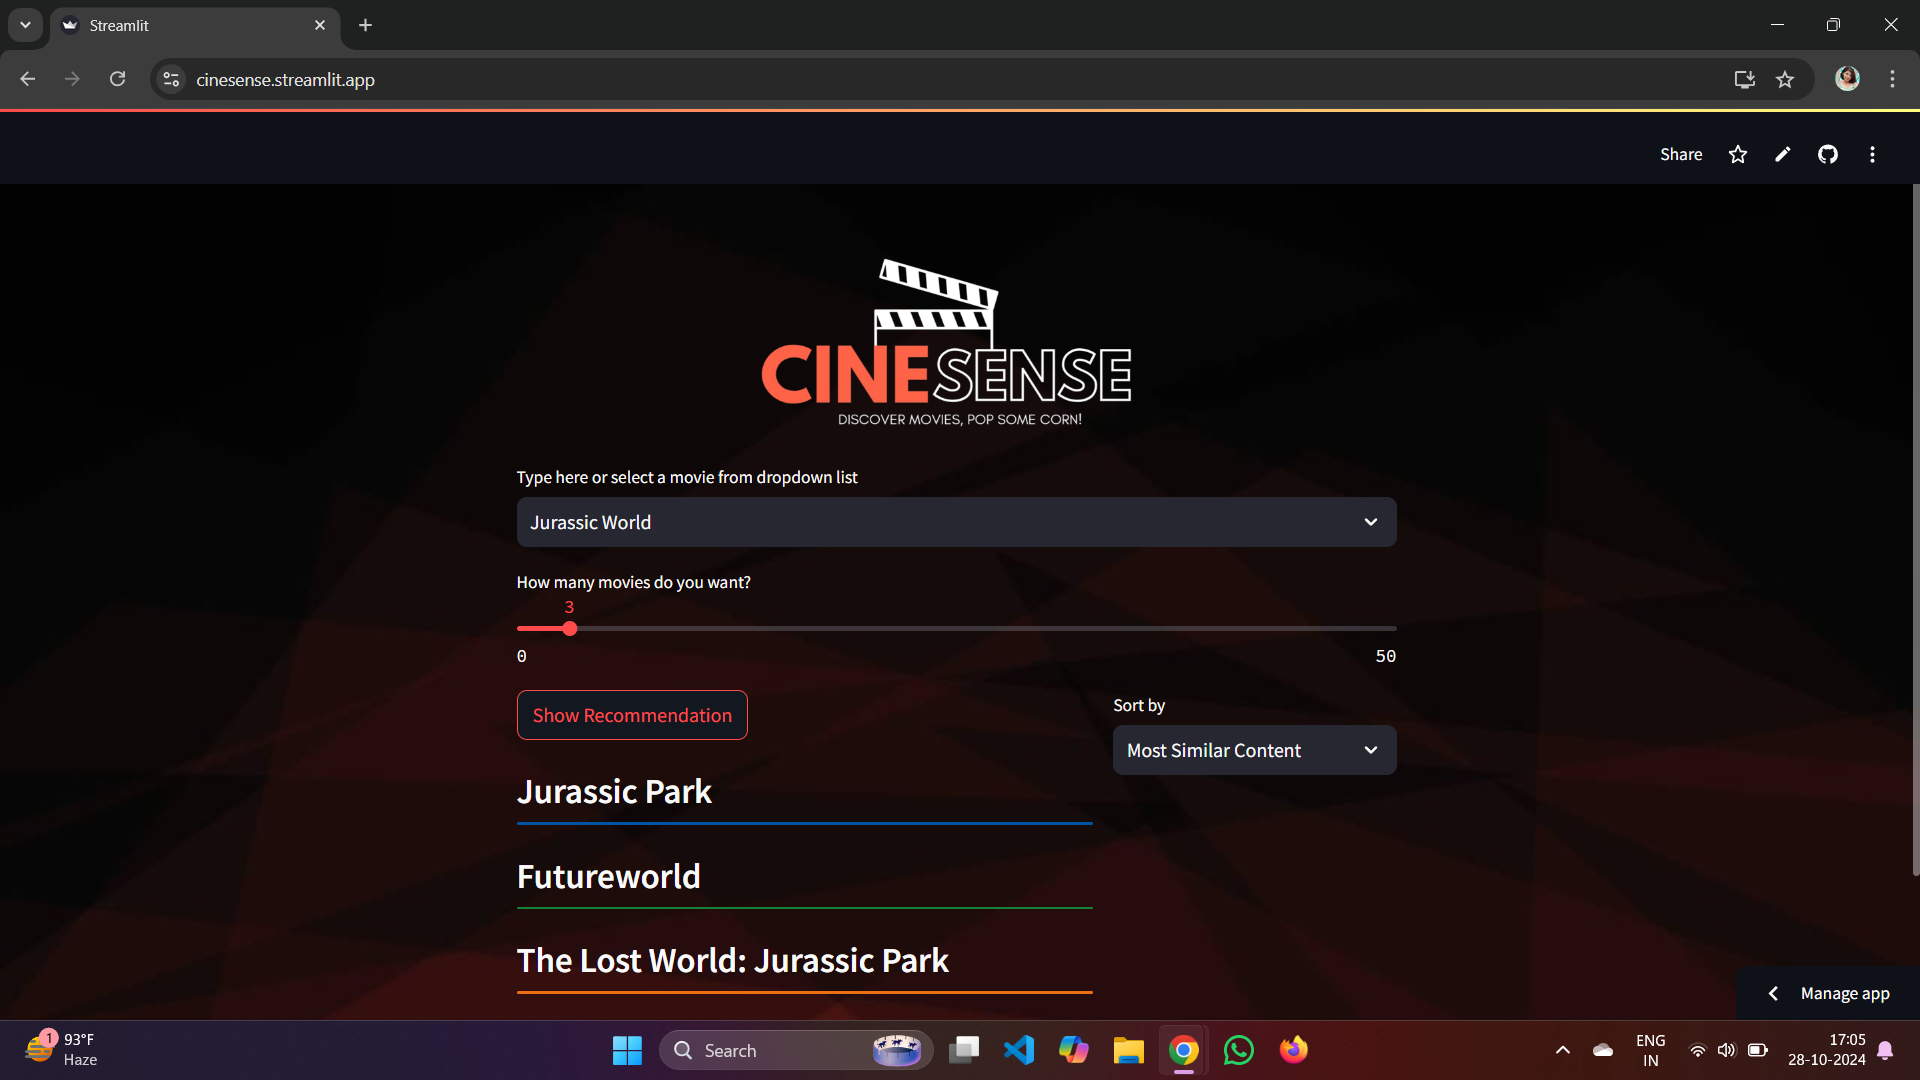 Streamlit
cinesense.streamlit.app
Share
CINESENSE
DISCOVER MOVIES, POP SOME CORN!
Type here or select a movie from dropdown list
Jurassic World
How many movies do you want?
3
0 50
Show Recommendation
Sort by
Most Similar Content
Jurassic Park
Futureworld
The Lost World: Jurassic Park
Manage app
1
93°F
Haze
Search
ENG
IN
17:05
28-10-2024